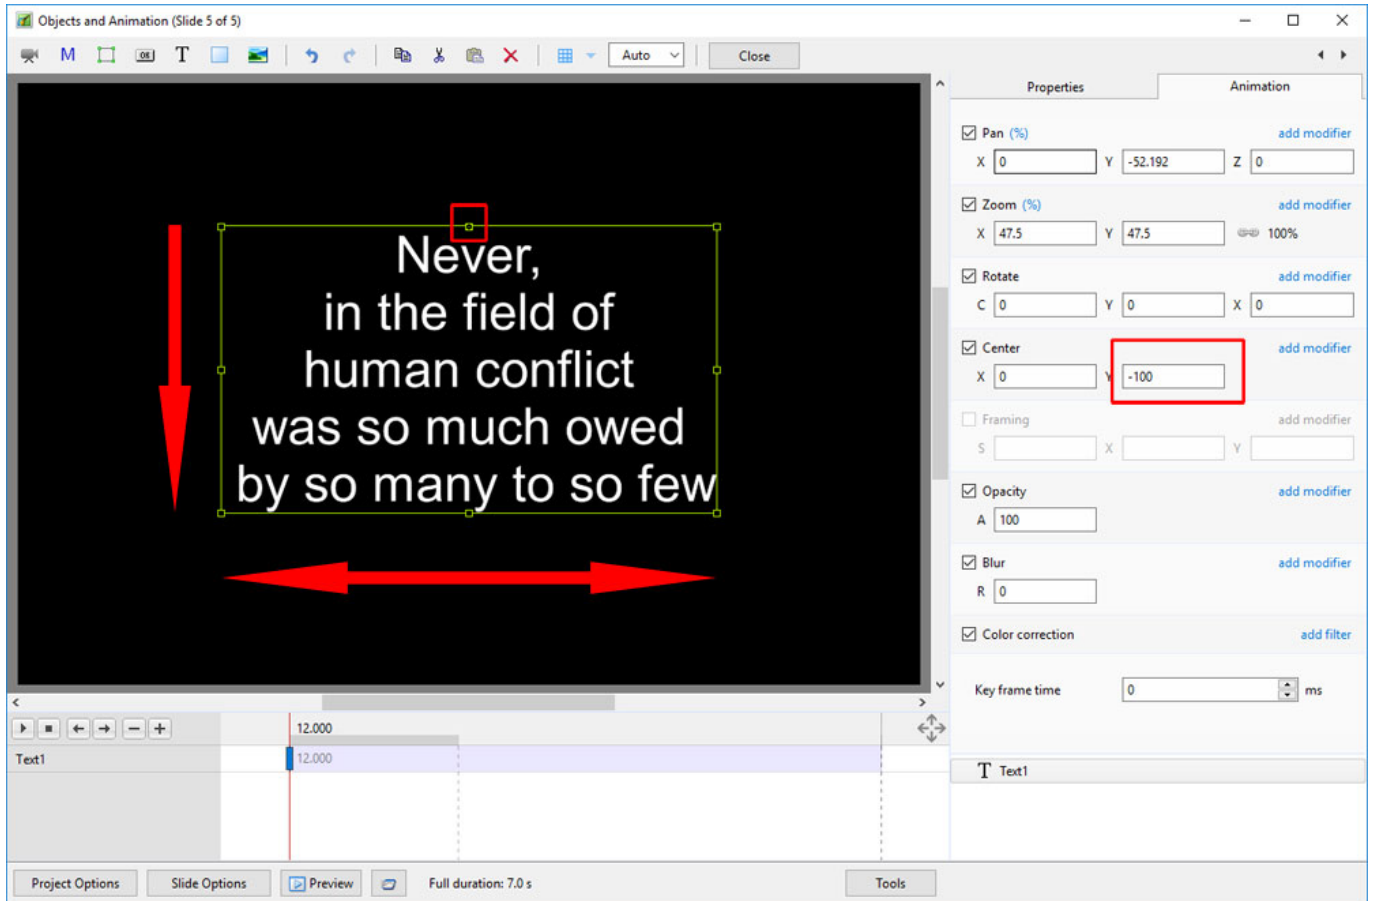 Objects and Animation (Slide 5 of 5)
M OK T Auto Close
Properties Animation
Pan (%) add modifier
X 0 Y -52.192 Z 0
Zoom (%) add modifier
X 47.5 Y 47.5 100%
Rotate add modifier
C 0 Y 0 X 0
Center add modifier
X 0 Y -100
Framing add modifier
S X Y
Opacity add modifier
A 100
Blur add modifier
R 0
Color correction add filter
Key frame time 0 ms
T Text1
Never,
in the field of
human conflict
was so much owed
by so many to so few
12.000
Text1 12.000
Project Options Slide Options Preview Full duration: 7.0 s Tools